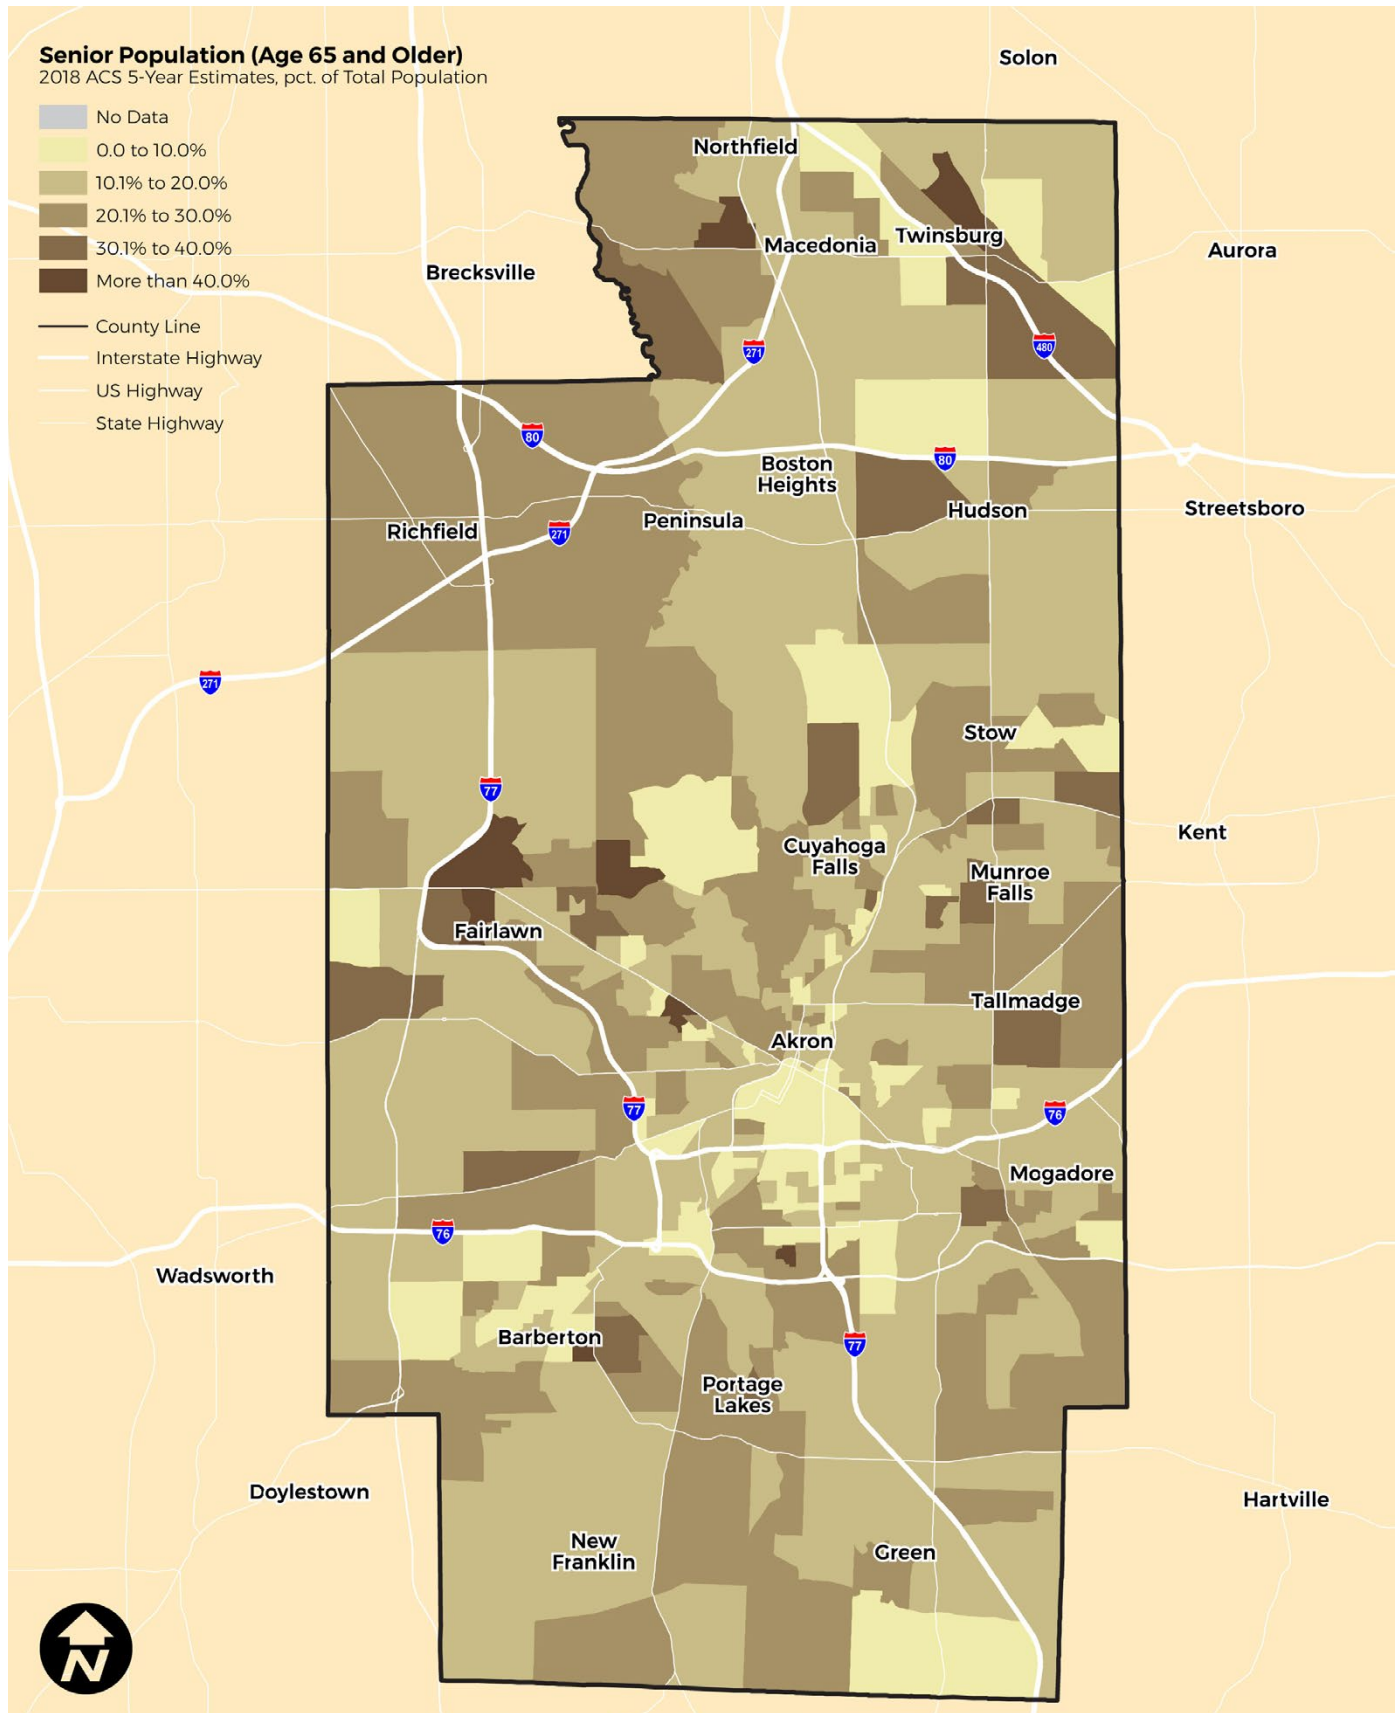 Senior Population (Age 65 and Older)
2018 ACS 5-Year Estimates, pct. of Total Population
No Data
0.0 to 10.0%
10.1% to 20.0%
20.1% to 30.0%
30.1% to 40.0%
More than 40.0%
County Line
Interstate Highway
US Highway
State Highway
Solon
Northfield
Twinsburg
Macedonia
Aurora
Brecksville
271
480
80
Boston
Heights
80
Hudson
Streetsboro
Richfield
271
Peninsula
271
Stow
77
Kent
Cuyahoga
Falls
Munroe
Falls
Fairlawn
Tallmadge
Akron
77
76
Mogadore
76
Wadsworth
Barberton
77
Portage
Lakes
Doylestown
Hartville
New
Franklin
Green
N